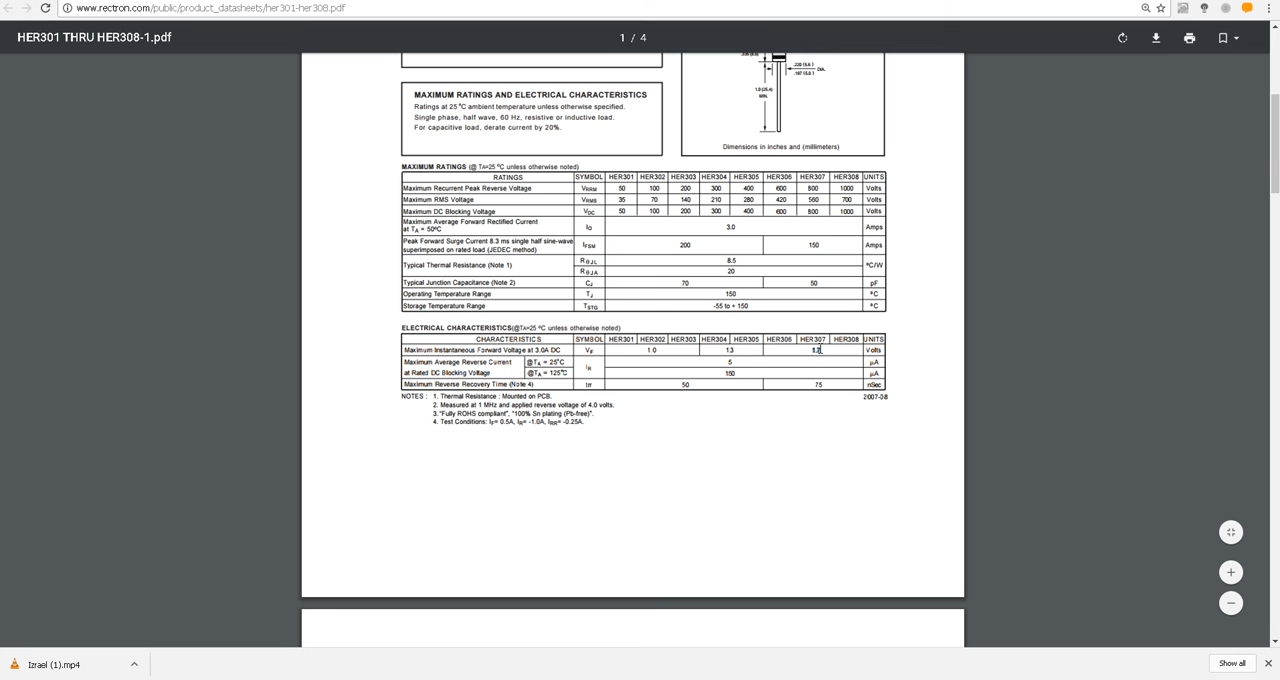 www.rectron.com/public/product_datasheets/her301-her308.pdf
HER301 THRU HER308-1.pdf
1 / 4
MAXIMUM RATINGS AND ELECTRICAL CHARACTERISTICS
Ratings at 25 °C ambient temperature unless otherwise specified.
Single phase, half wave, 60 Hz, resistive or inductive load.
For capacitive load, derate current by 20%.
.220 (5.6)
.197 (5.0)
DIA.
1.0 (25.4)
MIN.
Dimensions in inches and (millimeters)
MAXIMUM RATINGS (@ TA=25 °C unless otherwise noted)
RATINGS SYMBOL HER301 HER302 HER303 HER304 HER305 HER306 HER307 HER308 UNITS
Maximum Recurrent Peak Reverse Voltage VRRM 50 100 200 300 400 600 800 1000 Volts
Maximum RMS Voltage VRMS 35 70 140 210 280 420 560 700 Volts
Maximum DC Blocking Voltage VDC 50 100 200 300 400 600 800 1000 Volts
Maximum Average Forward Rectified Current
at TA = 50°C IO 3.0 Amps
Peak Forward Surge Current 8.3 ms single half sine-wave
superimposed on rated load (JEDEC method) IFSM 200 150 Amps
Typical Thermal Resistance (Note 1) RθJL 8.5 °C/W
RθJA 20
Typical Junction Capacitance (Note 2) CJ 70 50 pF
Operating Temperature Range TJ 150 °C
Storage Temperature Range TSTG -55 to + 150 °C
ELECTRICAL CHARACTERISTICS(@TA=25 °C unless otherwise noted)
CHARACTERISTICS SYMBOL HER301 HER302 HER303 HER304 HER305 HER306 HER307 HER308 UNITS
Maximum Instantaneous Forward Voltage at 3.0A DC VF 1.0 1.3 Volts
Maximum Average Reverse Current @TA = 25°C IR 5 μA
at Rated DC Blocking Voltage @TA = 125°C 150 μA
Maximum Reverse Recovery Time (Note 4) trr 50 75 nSec
NOTES : 1. Thermal Resistance : Mounted on PCB.
2007-08
2. Measured at 1 MHz and applied reverse voltage of 4.0 volts.
3. "Fully ROHS compliant", "100% Sn plating (Pb-free)".
4. Test Conditions: IF= 0.5A, IR= -1.0A, IRR= -0.25A.
Izrael (1).mp4
Show all